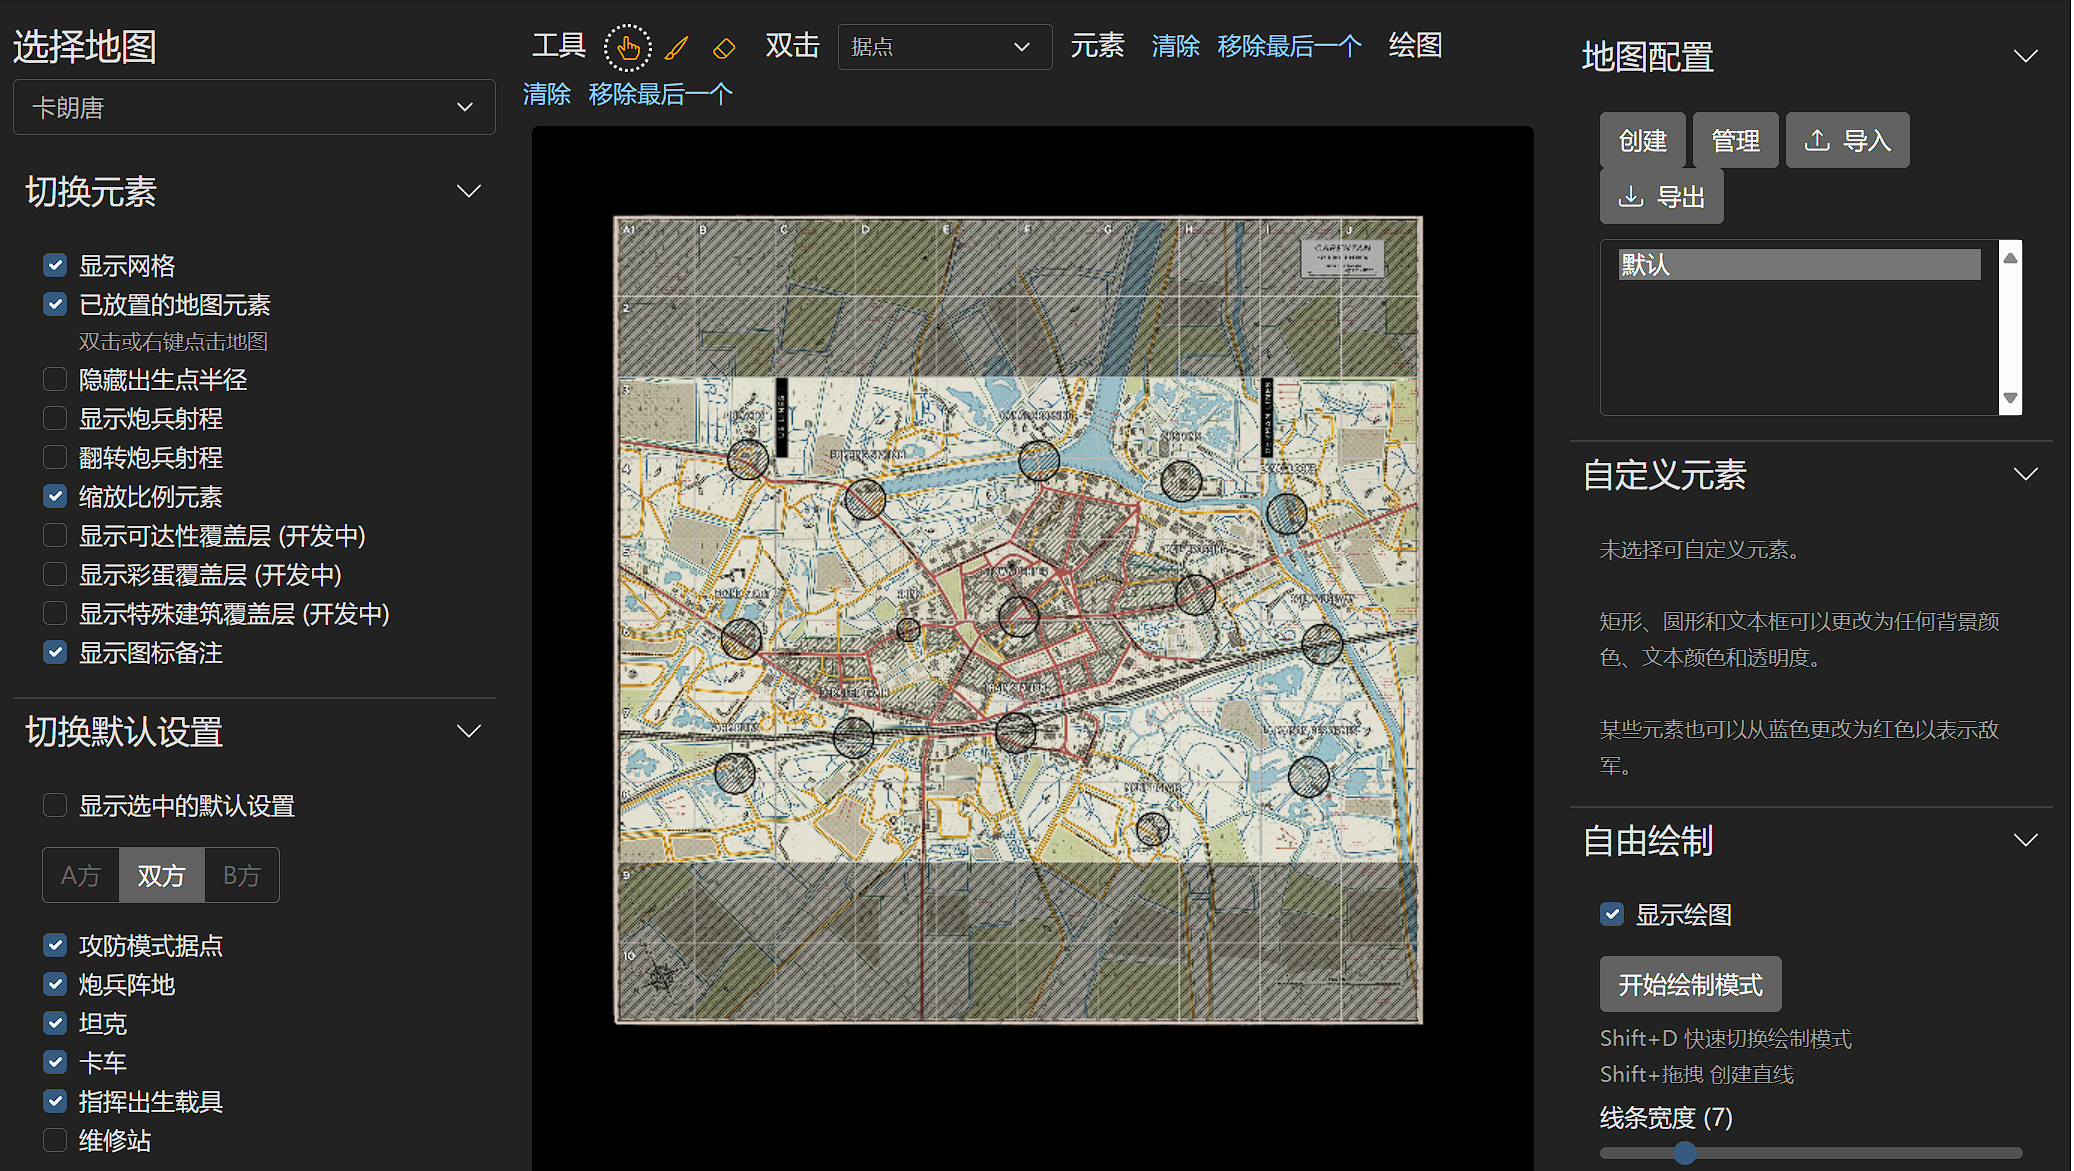 选择地图
卡朗唐
切换元素
显示网格
已放置的地图元素
双击或右键点击地图
隐藏出生点半径
显示炮兵射程
翻转炮兵射程
缩放比例元素
显示可达性覆盖层 (开发中)
显示彩蛋覆盖层 (开发中)
显示特殊建筑覆盖层 (开发中)
显示图标备注
切换默认设置
显示选中的默认设置
A方 双方 B方
攻防模式据点
炮兵阵地
坦克
卡车
指挥出生载具
维修站
工具 双击 据点 元素 清除 移除最后一个 绘图
清除 移除最后一个
A1 B C D E F G H I J
CARENTAN
2
3
4
5
6
7
9
10
地图配置
创建 管理 导入
导出
默认
自定义元素
未选择可自定义元素。
矩形、圆形和文本框可以更改为任何背景颜
色、文本颜色和透明度。
某些元素也可以从蓝色更改为红色以表示敌
军。
自由绘制
显示绘图
开始绘制模式
Shift+D 快速切换绘制模式
Shift+拖拽 创建直线
线条宽度 (7)